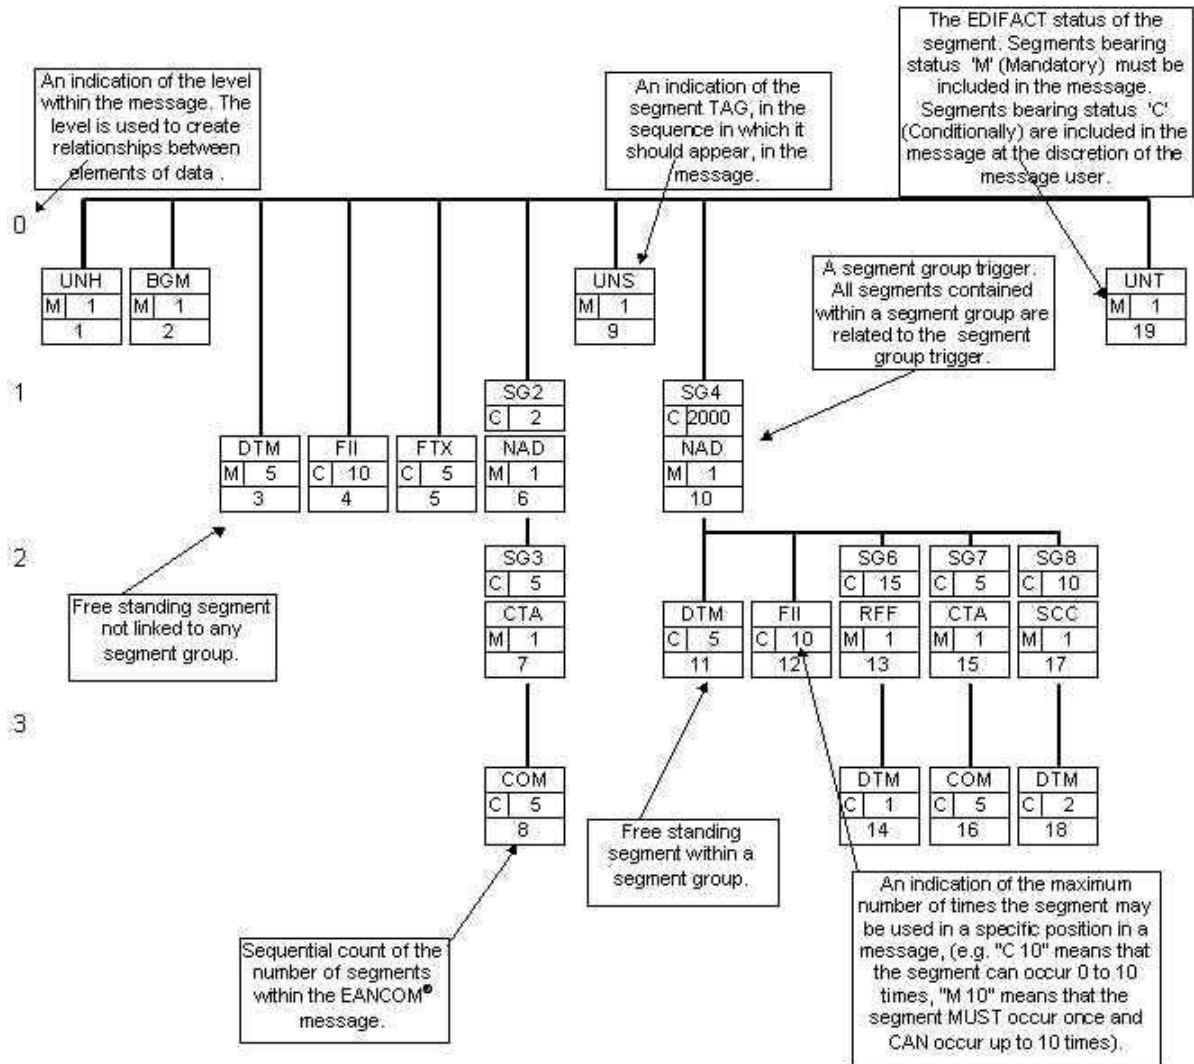 The EDIFACT status of the
segment. Segments bearing
status 'M' (Mandatory) must be
included in the message.
Segments bearing status 'C'
(Conditionally) are included in the
message at the discretion of the
message user.
An indication of the level
within the message. The
level is used to create
relationships between
elements of data .
An indication of the
segment TAG, in the
sequence in which it
should appear, in the
message.
0
UNH
M 1
1
BGM
M 1
2
UNS
M 1
9
A segment group trigger.
All segments contained
within a segment group are
related to the segment
group trigger.
UNT
M 1
19
1
SG2
C 2
SG4
C 2000
DTM
M 5
3
FII
C 10
4
FTX
C 5
5
NAD
M 1
6
NAD
M 1
10
2
SG3
C 5
SG6
C 15
SG7
C 5
SG8
C 10
Free standing segment
not linked to any
segment group.
CTA
M 1
7
DTM
C 5
11
FII
C 10
12
RFF
M 1
13
CTA
M 1
15
SCC
M 1
17
3
COM
C 5
8
DTM
C 1
14
COM
C 5
16
DTM
C 2
18
Free standing
segment within a
segment group.
An indication of the maximum
number of times the segment may
be used in a specific position in a
message, (e.g. "C 10" means that
the segment can occur 0 to 10
times, "M 10" means that the
segment MUST occur once and
CAN occur up to 10 times).
Sequential count of the
number of segments
within the EANCOM®
message.